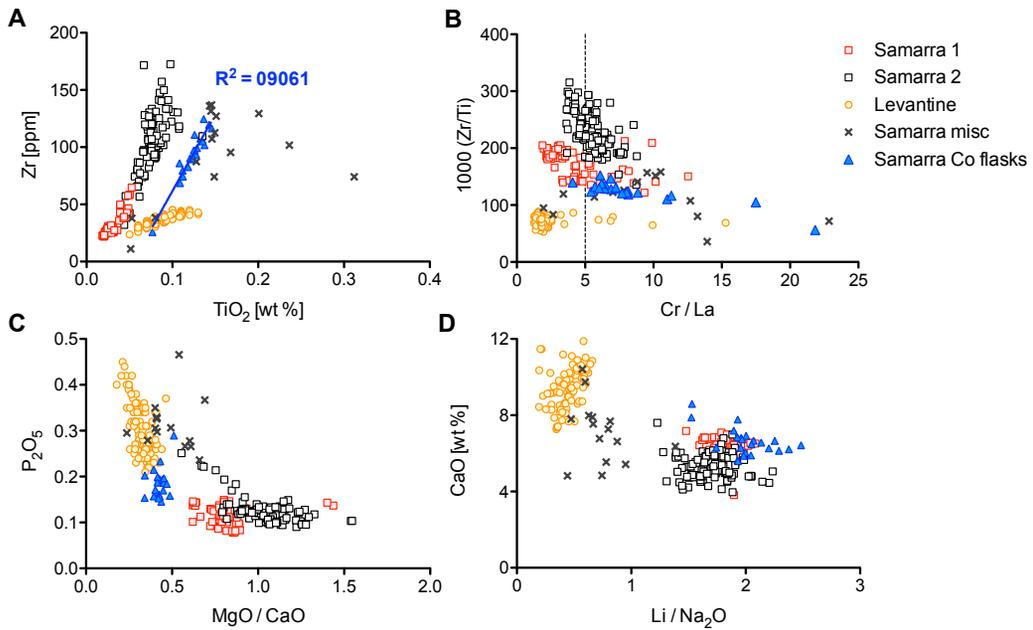 A
Zr [ppm]
200
150
100
50
0
R² = 09061
0.0 0.1 0.2 0.3 0.4
TiO₂ [wt %]
B
1000 (Zr/Ti)
400
300
200
100
0
0 5 10 15 20 25
Cr / La
Samarra 1
Samarra 2
Levantine
Samarra misc
Samarra Co flasks
C
P₂O₅
0.5
0.4
0.3
0.2
0.1
0.0
0.0 0.5 1.0 1.5 2.0
MgO / CaO
D
CaO [wt %]
12
8
4
0
0 1 2 3
Li / Na₂O